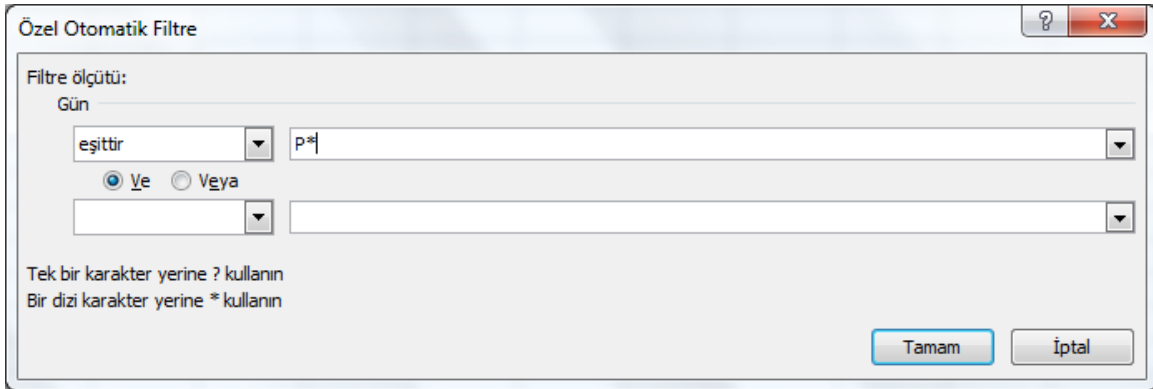 Özel Otomatik Filtre
Filtre ölçütü:
Gün
eşittir P*
Ve Veya
Tek bir karakter yerine ? kullanın
Bir dizi karakter yerine * kullanın
Tamam İptal